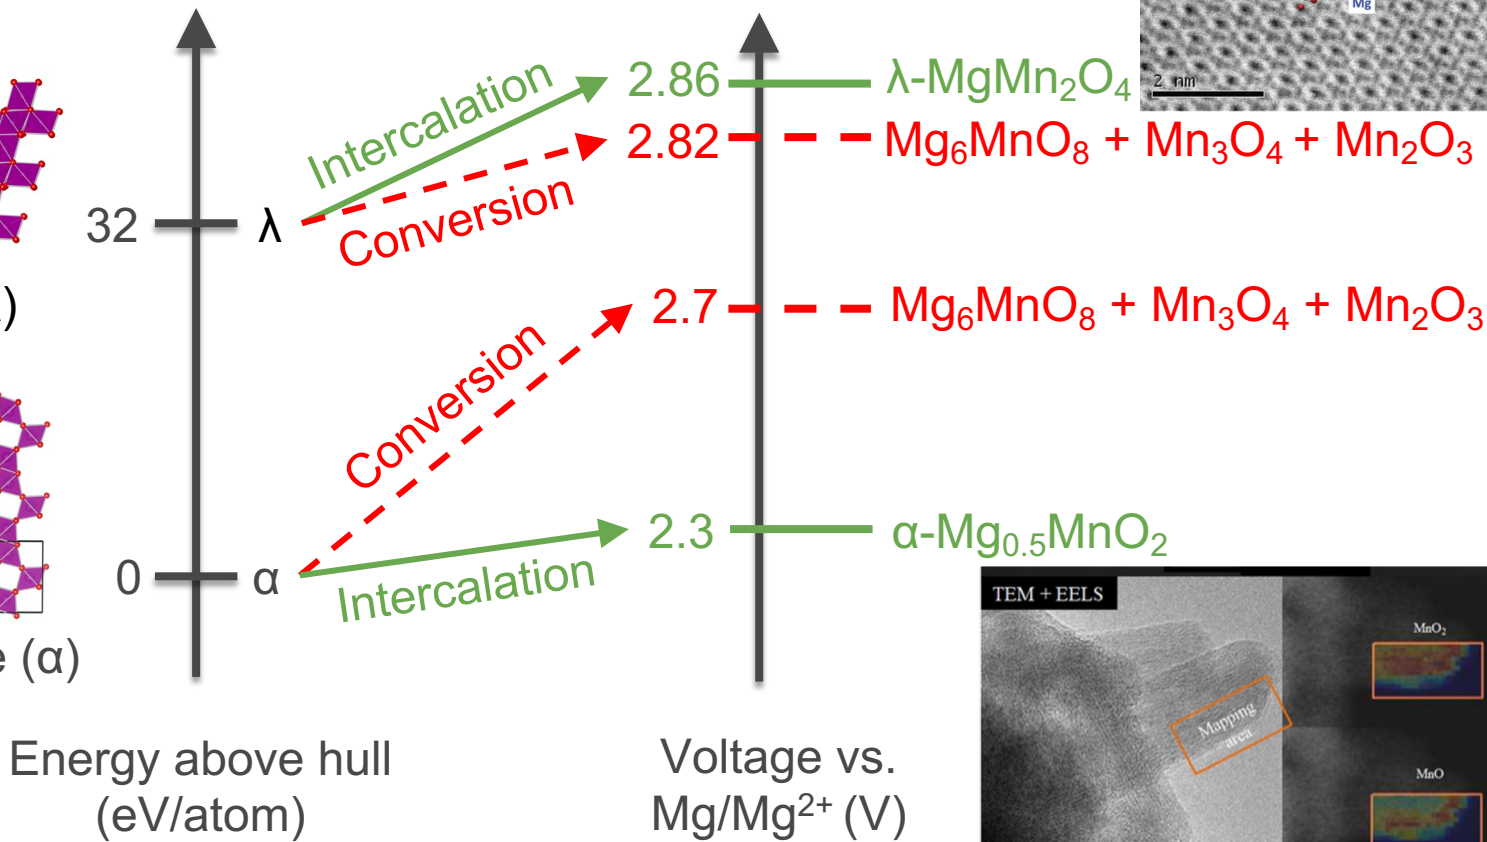 Mg
2 nm
Intercalation
2.86
λ-MgMn₂O₄
2.82
Mg₆MnO₈ + Mn₃O₄ + Mn₂O₃
Conversion
32
λ
)
2.7
Mg₆MnO₈ + Mn₃O₄ + Mn₂O₃
Conversion
2.3
α-Mg₀.₅MnO₂
0
α
Intercalation
e (α)
TEM + EELS
MnO₂
Mapping
area
MnO
Energy above hull
(eV/atom)
Voltage vs.
Mg/Mg²⁺ (V)